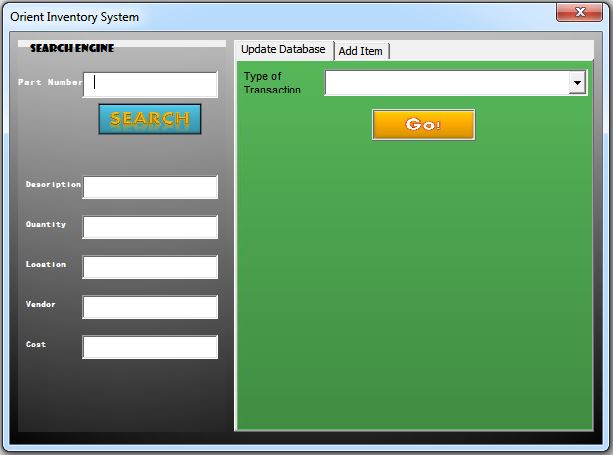 Orient Inventory System
SEARCH ENGINE
Part Number
SEARCH
Description
Quantity
Location
Vendor
Cost
Update Database
Add Item
Type of
Transaction
Go!